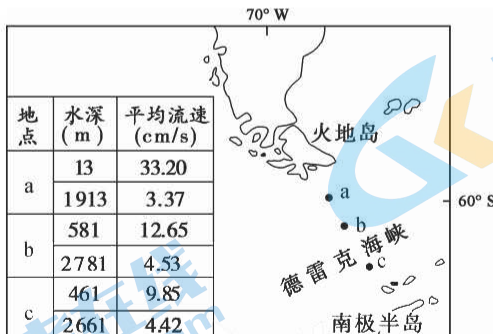 70° W
地点 水深(m) 平均流速(cm/s)
a 13 33.20
1913 3.37
b 581 12.65
2781 4.53
c 461 9.85
2661 4.42
火地岛
a
60° S
b
德雷克海峡
c
南极半岛